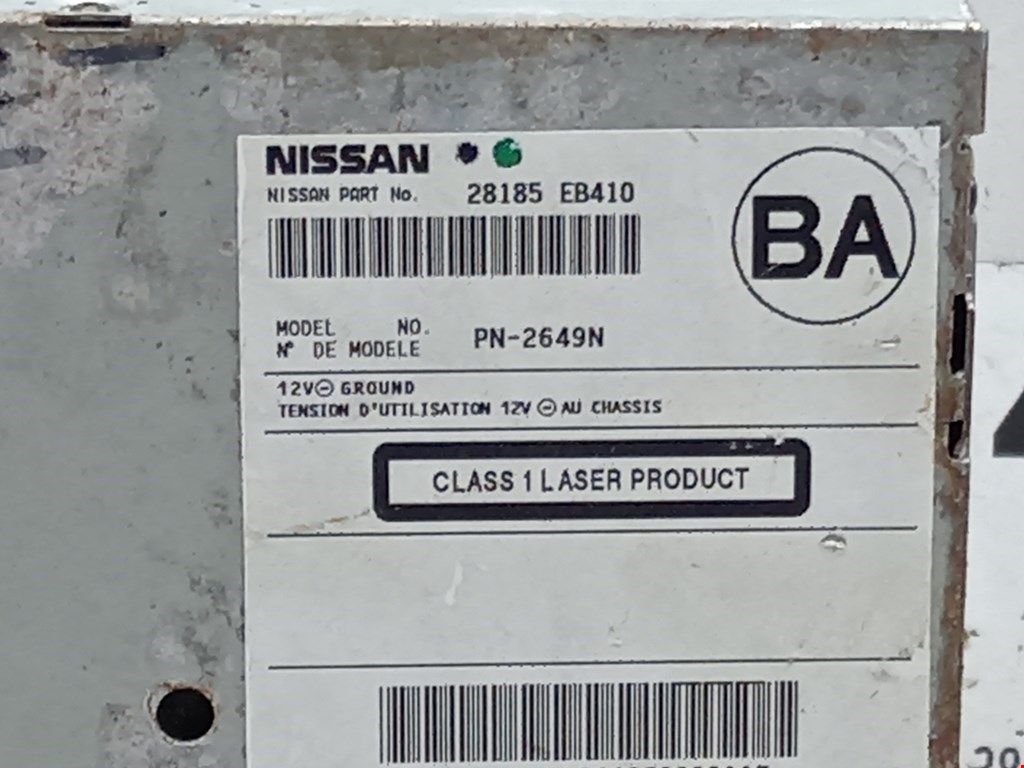 NISSAN
NISSAN PART No. 28185 EB410
BA
MODEL NO.
N° DE MODELE PN-2649N
12V⊖ GROUND
TENSION D'UTILISATION 12V ⊖ AU CHASSIS
CLASS 1 LASER PRODUCT